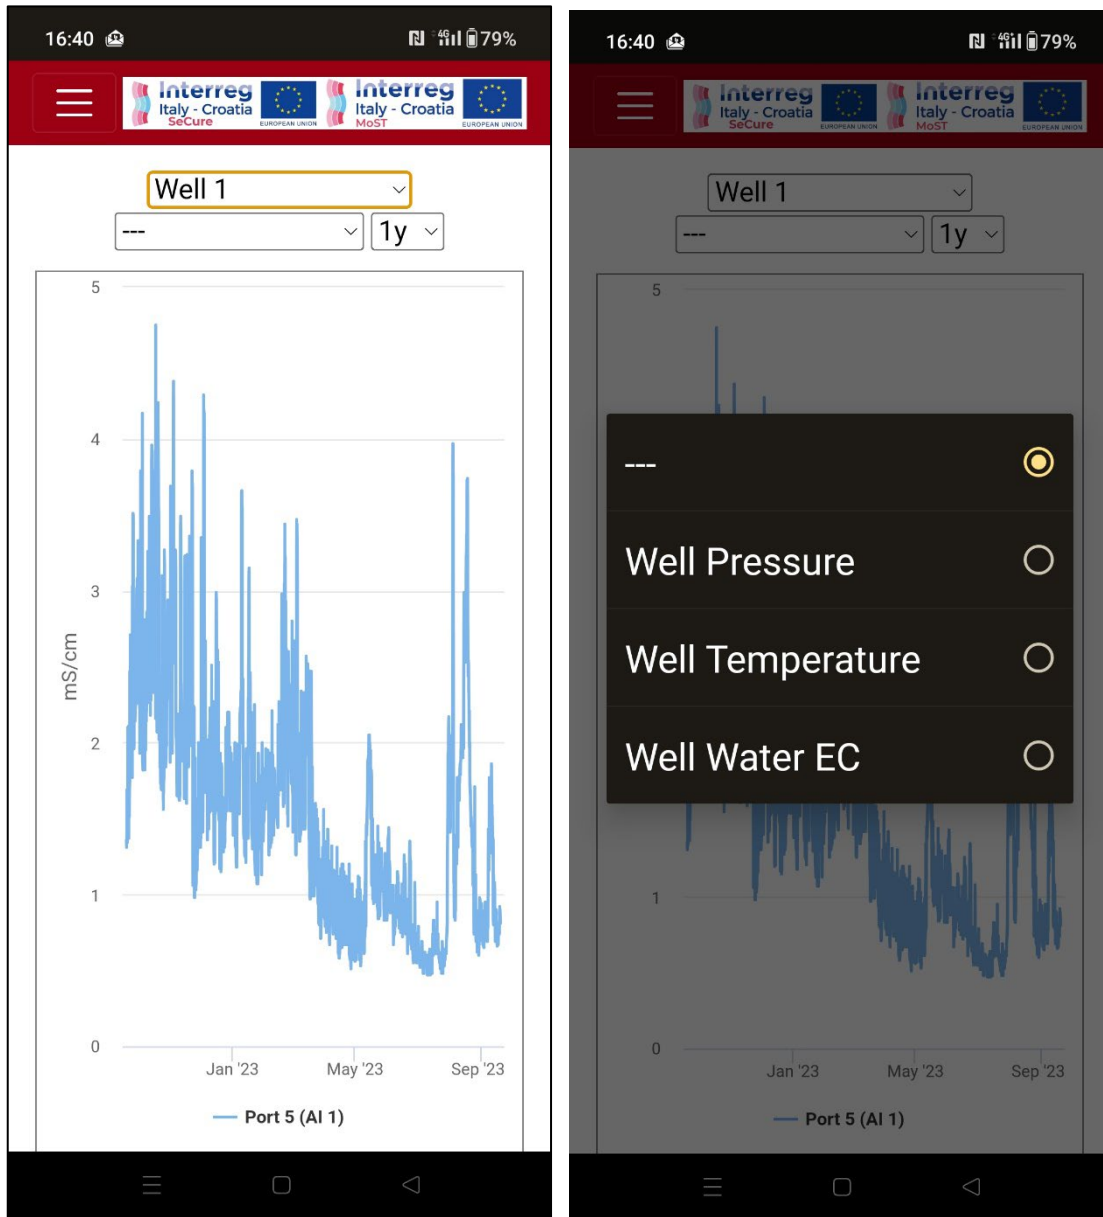 16:40
4G
79%
Interreg
Italy - Croatia
SeCure
EUROPEAN UNION
Interreg
Italy - Croatia
MoST
EUROPEAN UNION
Well 1
---
1y
5
4
3
2
1
0
mS/cm
Jan '23
May '23
Sep '23
Port 5 (AI 1)
16:40
4G
79%
Interreg
Italy - Croatia
SeCure
EUROPEAN UNION
Interreg
Italy - Croatia
MoST
EUROPEAN UNION
Well 1
---
1y
5
---
Well Pressure
Well Temperature
Well Water EC
1
0
Jan '23
May '23
Sep '23
Port 5 (AI 1)